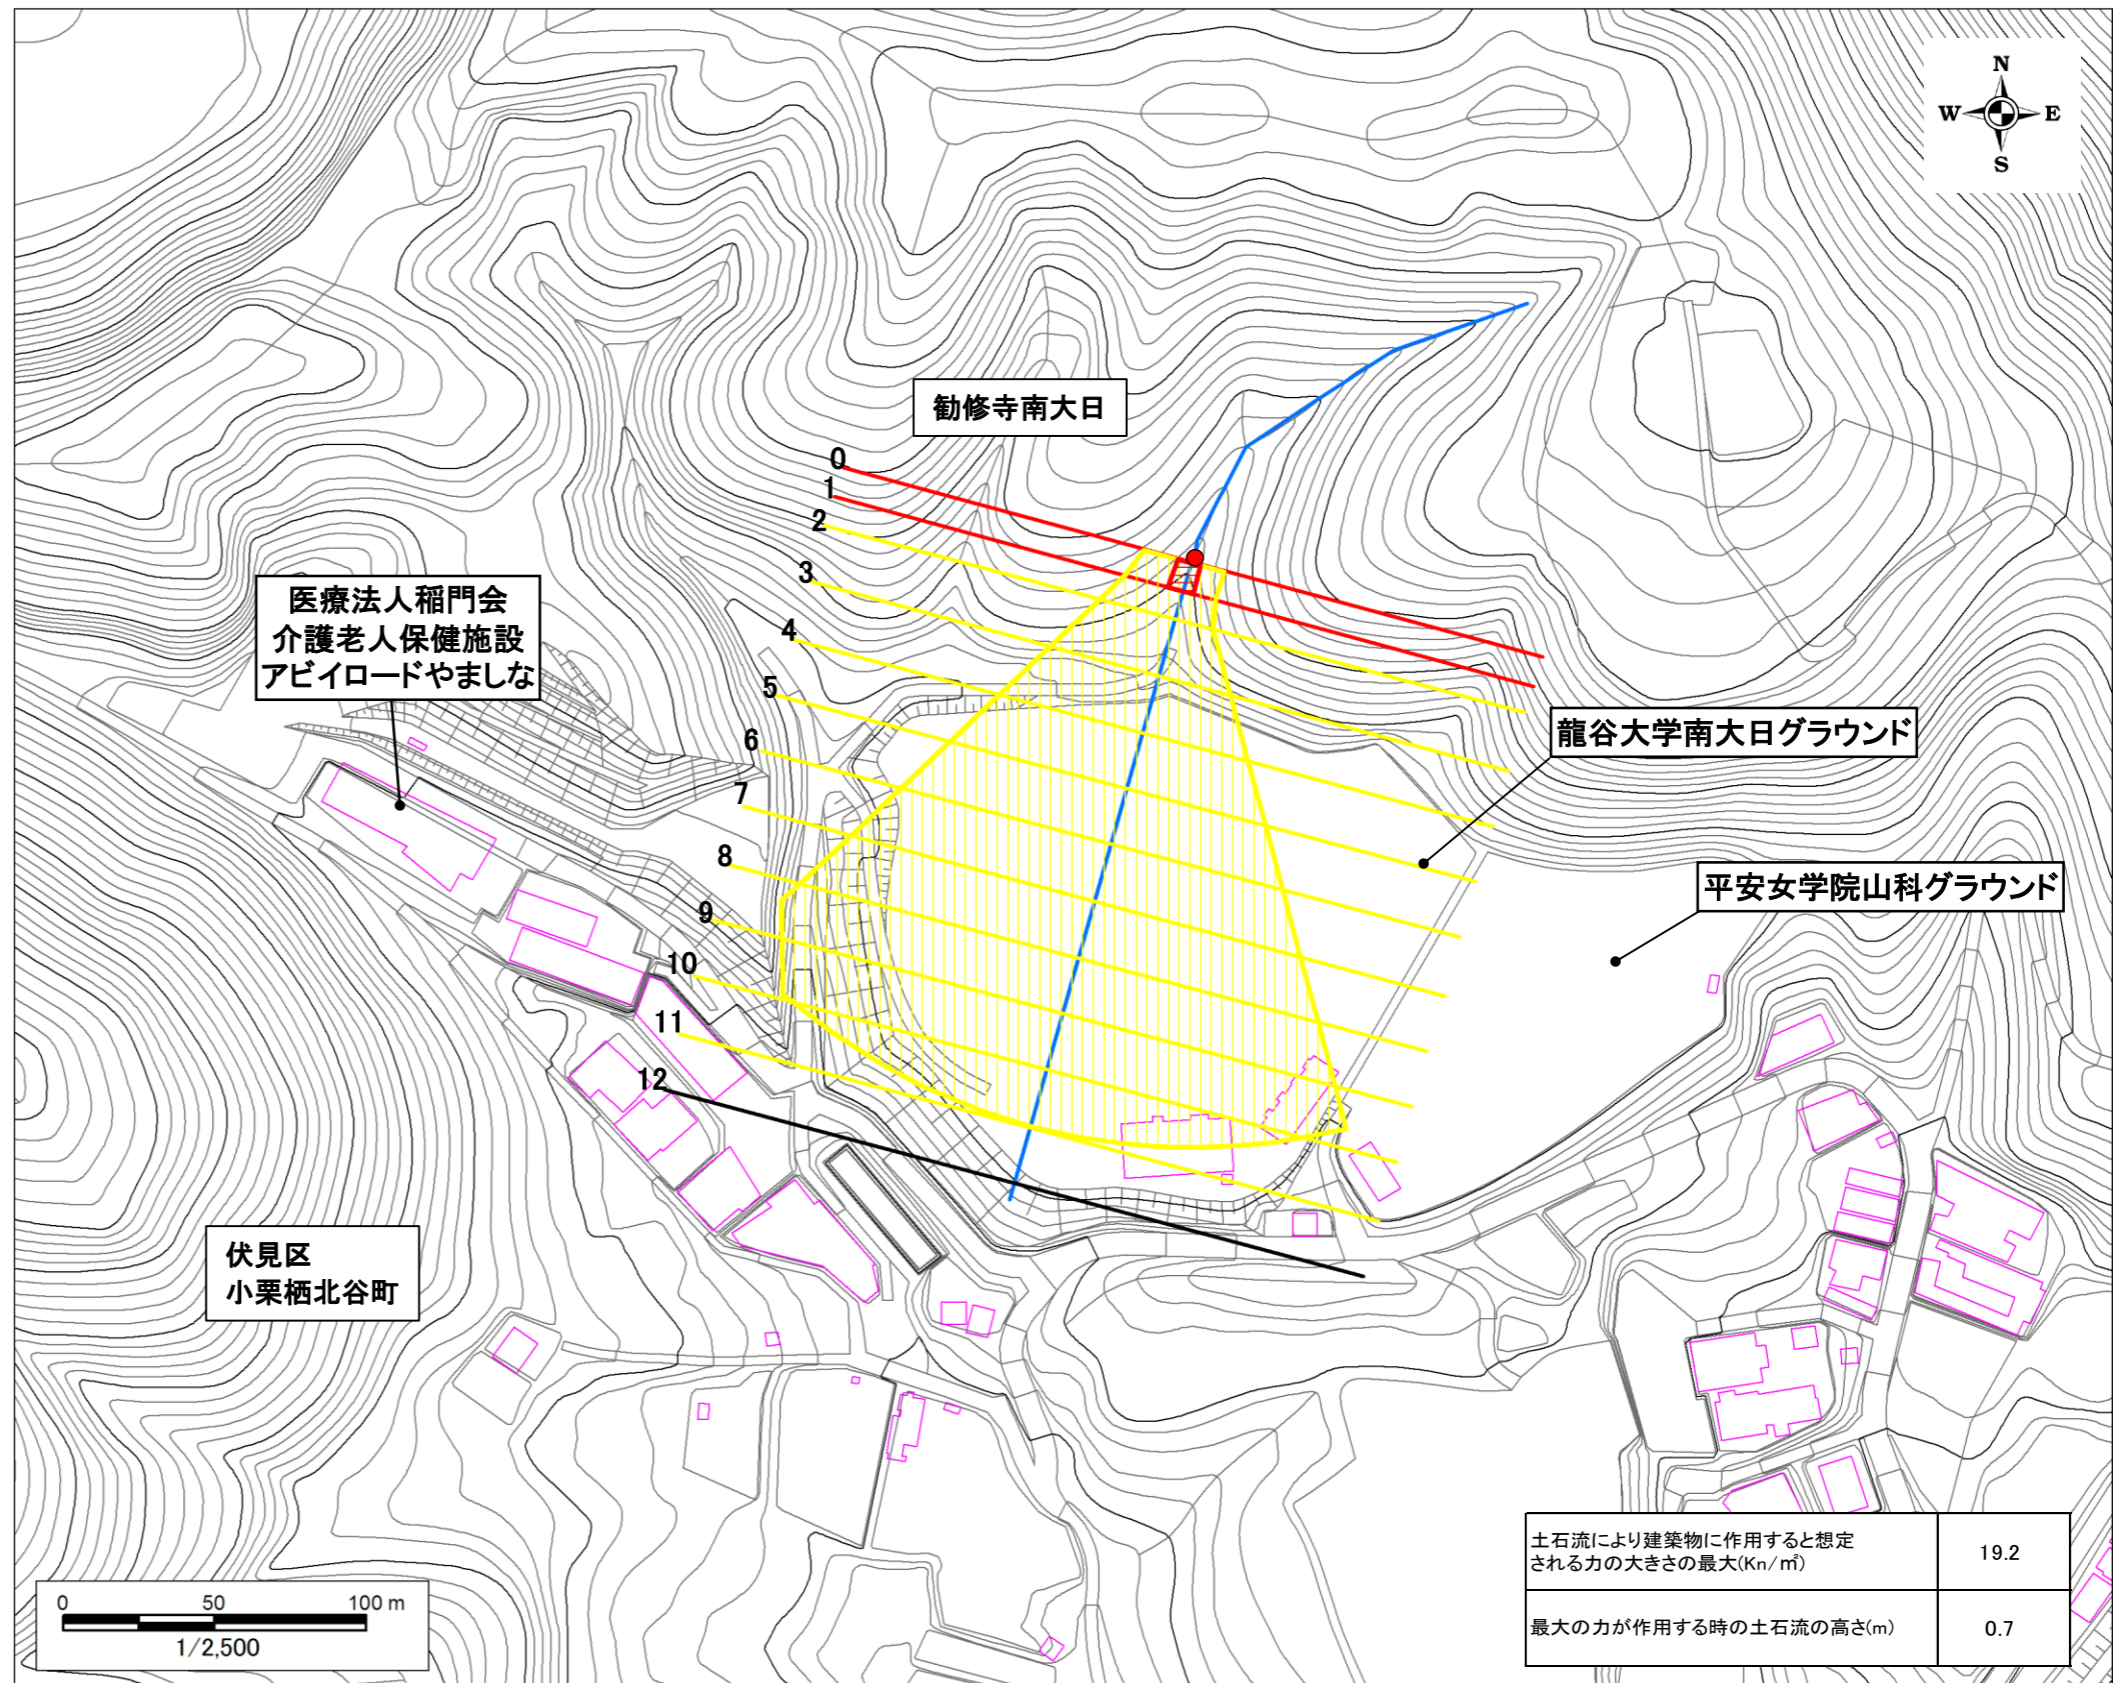 N
W
E
S
勧修寺南大日
0
1
2
3
4
5
6
7
8
9
10
11
12
医療法人稲門会
介護老人保健施設
アビイロードやましな
龍谷大学南大日グラウンド
平安女学院山科グラウンド
伏見区
小栗栖北谷町
土石流により建築物に作用すると想定
される力の大きさの最大(Kn/㎡)
19.2
最大の力が作用する時の土石流の高さ(m)
0.7
0 50 100 m
1/2,500